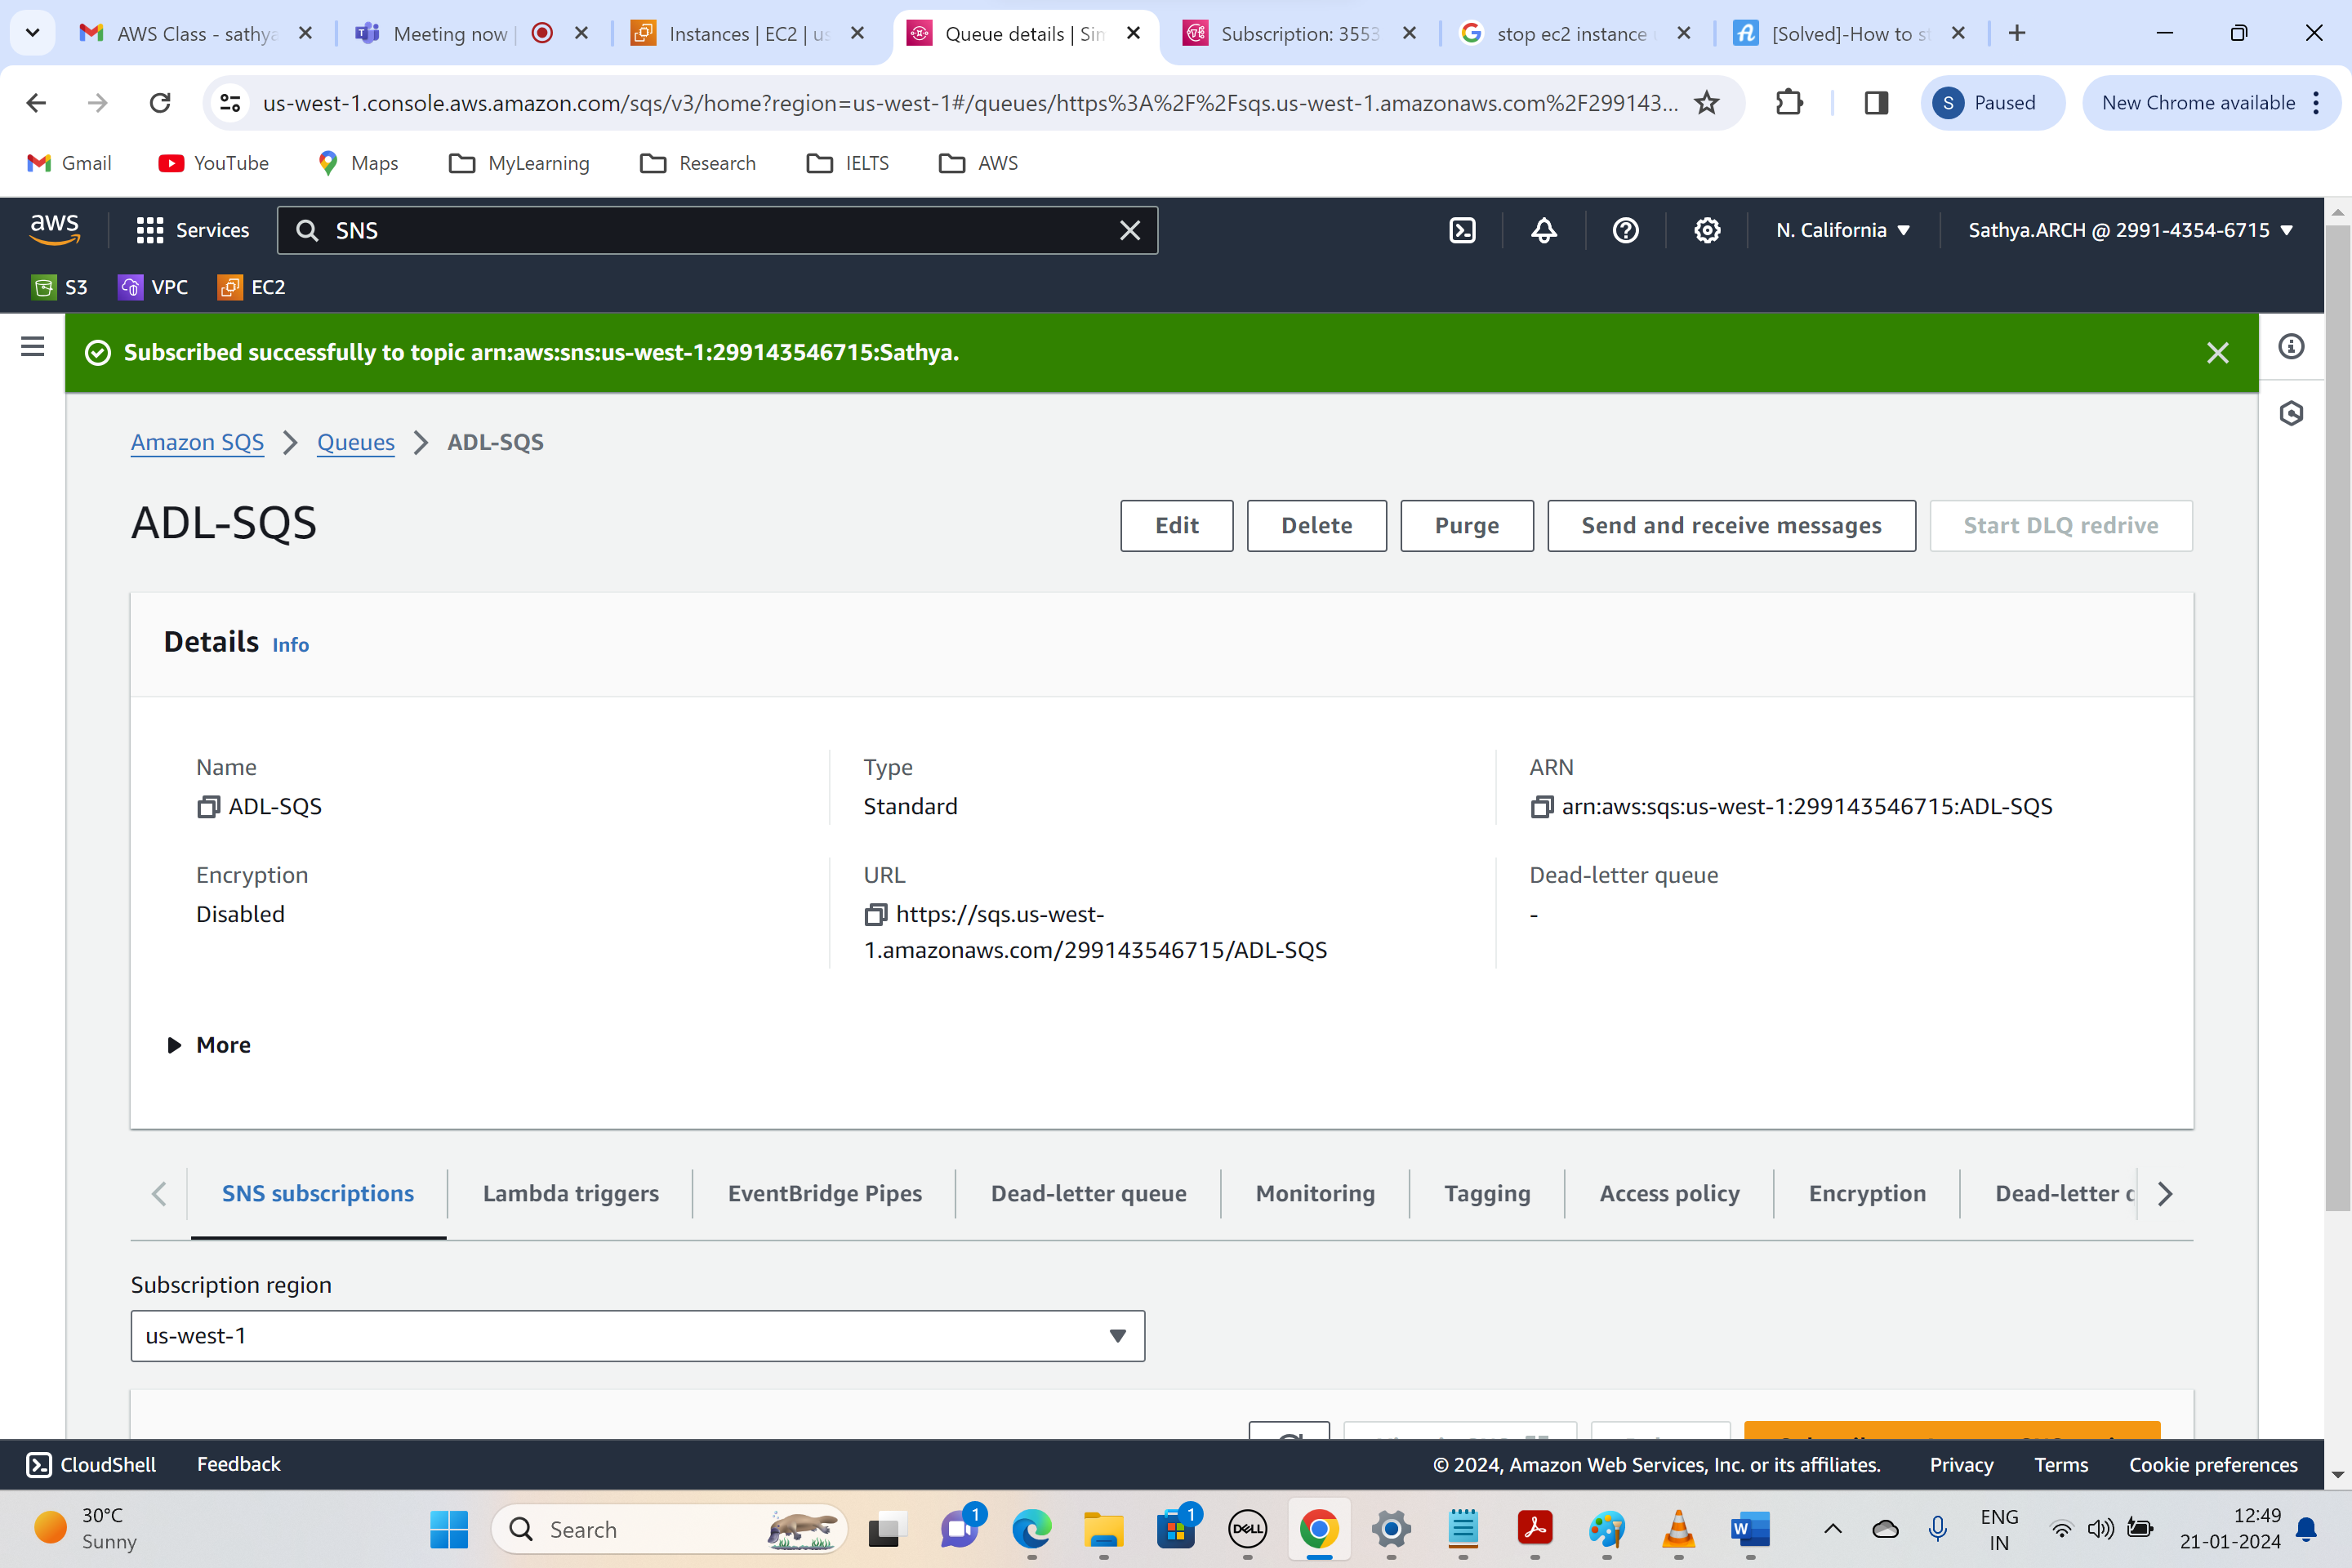 AWS Class - sathya
Meeting now
Instances | EC2 | us
Queue details | Sim
Subscription: 3553
stop ec2 instance
[Solved]-How to st
us-west-1.console.aws.amazon.com/sqs/v3/home?region=us-west-1#/queues/https%3A%2F%2Fsqs.us-west-1.amazonaws.com%2F299143...
S Paused
New Chrome available
Gmail
YouTube
Maps
MyLearning
Research
IELTS
AWS
aws
Services
SNS
N. California
Sathya.ARCH @ 2991-4354-6715
S3
VPC
EC2
Subscribed successfully to topic arn:aws:sns:us-west-1:299143546715:Sathya.
Amazon SQS
Queues
ADL-SQS
ADL-SQS
Edit
Delete
Purge
Send and receive messages
Start DLQ redrive
Details Info
Name
ADL-SQS
Type
Standard
ARN
arn:aws:sqs:us-west-1:299143546715:ADL-SQS
Encryption
Disabled
URL
https://sqs.us-west-
1.amazonaws.com/299143546715/ADL-SQS
Dead-letter queue
-
More
SNS subscriptions
Lambda triggers
EventBridge Pipes
Dead-letter queue
Monitoring
Tagging
Access policy
Encryption
Dead-letter
Subscription region
us-west-1
CloudShell
Feedback
© 2024, Amazon Web Services, Inc. or its affiliates.
Privacy
Terms
Cookie preferences
30°C
Sunny
Search
1
1
DELL
W
ENG
IN
12:49
21-01-2024